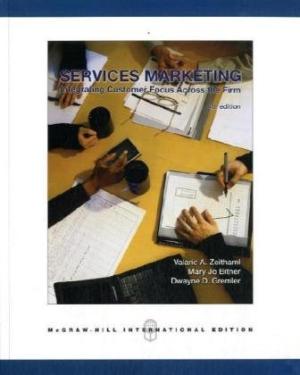 SERVICES MARKETING
Integrating Customer Focus Across the Firm
edition
Valarie A. Zeithaml
Mary Jo Bitner
Dwayne D. Gremler
McGRAW-HILL INTERNATIONAL EDITION